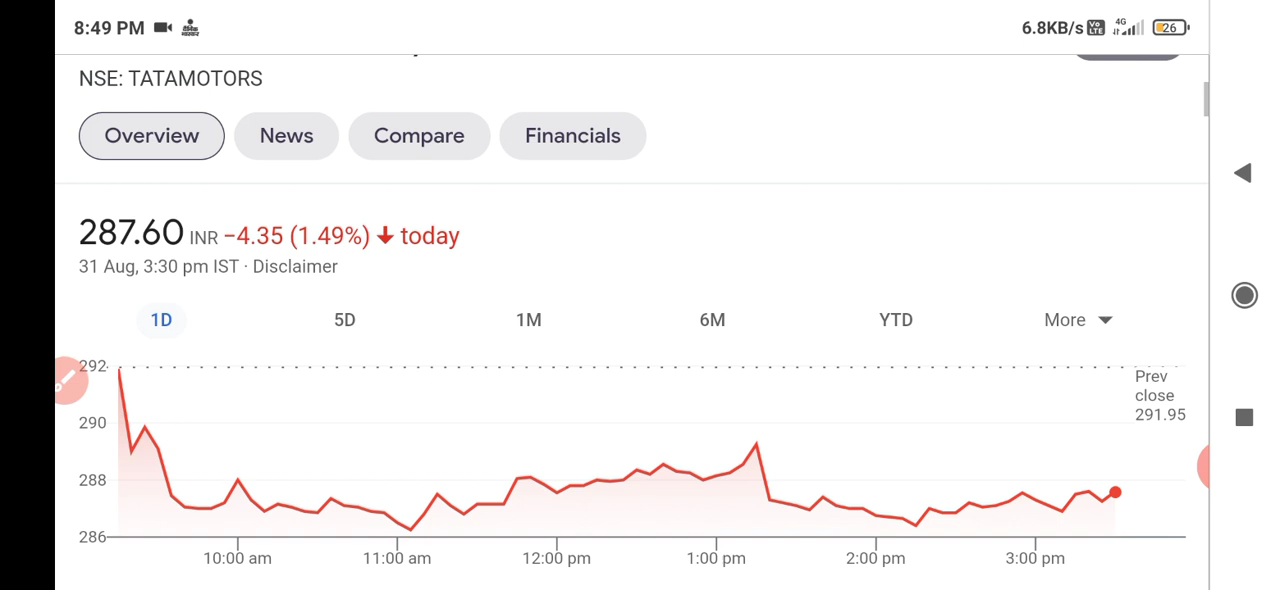 8:49 PM
6.8KB/s Vo LTE 4G 26
NSE: TATAMOTORS
Overview News Compare Financials
287.60 INR −4.35 (1.49%) ↓ today
31 Aug, 3:30 pm IST · Disclaimer
1D 5D 1M 6M YTD More
292
Prev
close
291.95
290
288
286
10:00 am 11:00 am 12:00 pm 1:00 pm 2:00 pm 3:00 pm